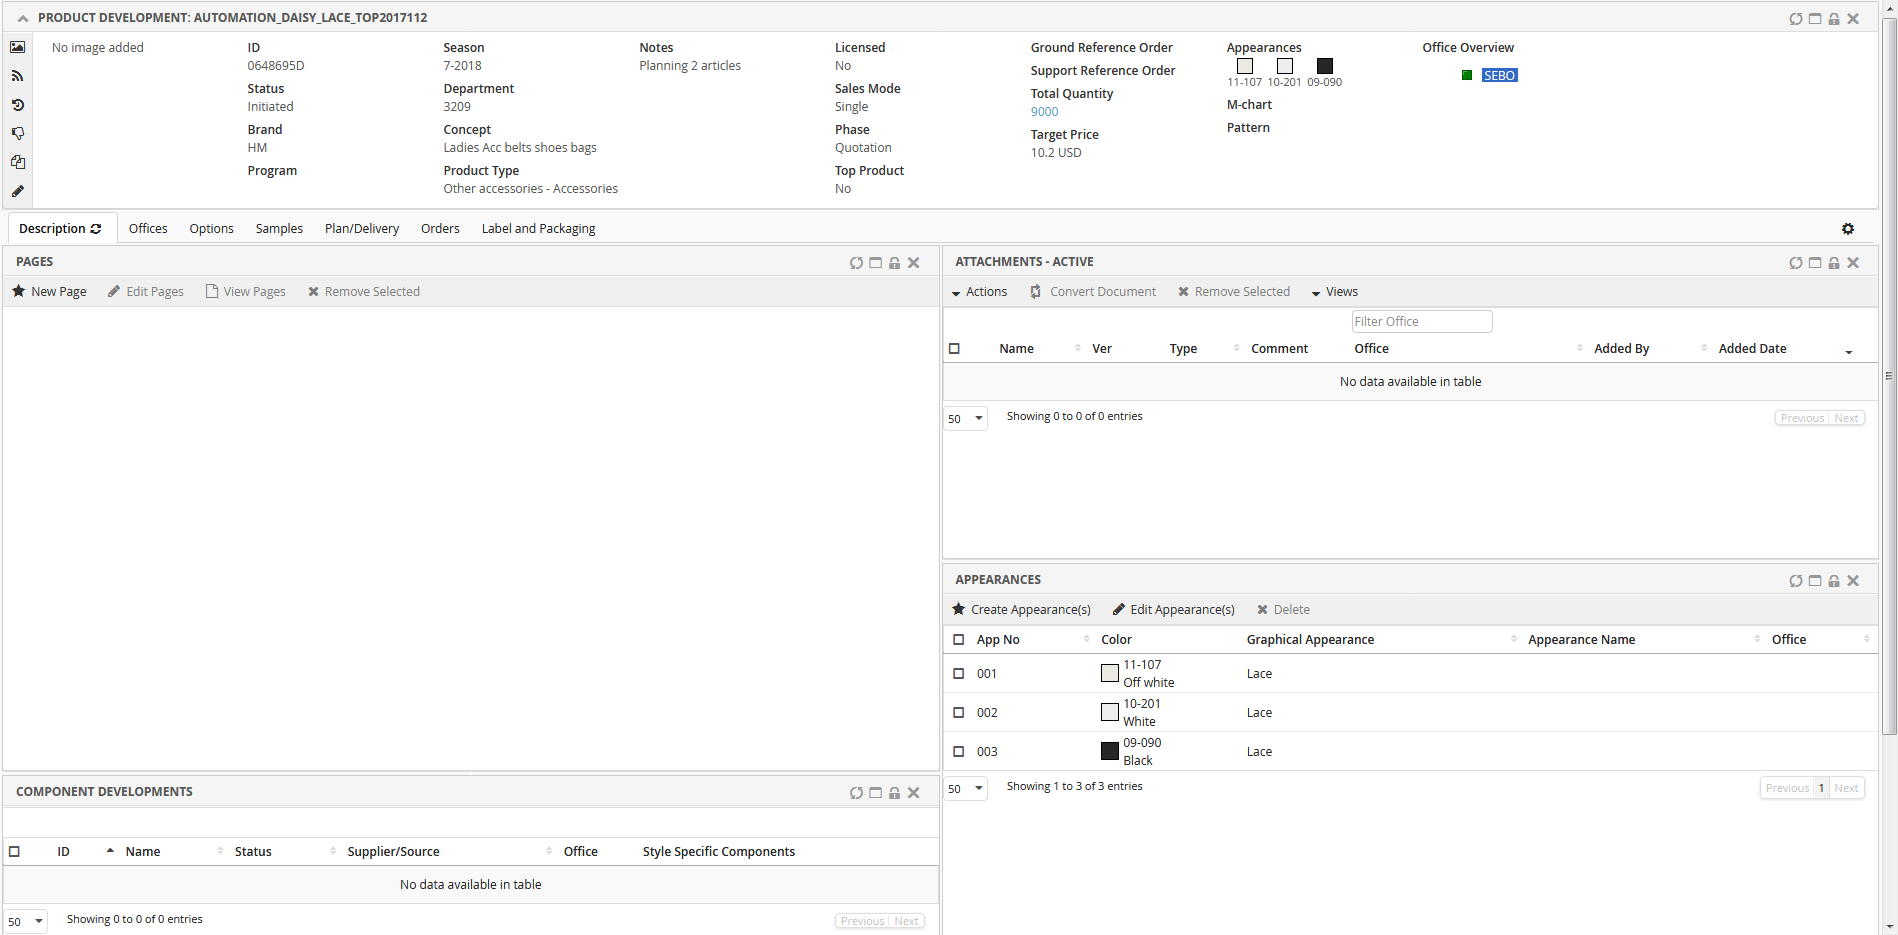 PRODUCT DEVELOPMENT: AUTOMATION_DAISY_LACE_TOP2017112
No image added
ID
0648695D
Status
Initiated
Brand
HM
Program
Season
7-2018
Department
3209
Concept
Ladies Acc belts shoes bags
Product Type
Other accessories - Accessories
Notes
Planning 2 articles
Licensed
No
Sales Mode
Single
Phase
Quotation
Top Product
No
Ground Reference Order
Support Reference Order
Total Quantity
9000
Target Price
10.2 USD
Appearances
11-107 10-201 09-090
M-chart
Pattern
Office Overview
SEBO
Description Offices Options Samples Plan/Delivery Orders Label and Packaging
PAGES
New Page Edit Pages View Pages Remove Selected
ATTACHMENTS - ACTIVE
Actions Convert Document Remove Selected Views
Filter Office
Name Ver Type Comment Office Added By Added Date
No data available in table
50 Showing 0 to 0 of 0 entries Previous Next
APPEARANCES
Create Appearance(s) Edit Appearance(s) Delete
App No Color Graphical Appearance Appearance Name Office
001 11-107 Lace
Off white
002 10-201 Lace
White
003 09-090 Lace
Black
50 Showing 1 to 3 of 3 entries Previous 1 Next
COMPONENT DEVELOPMENTS
ID Name Status Supplier/Source Office Style Specific Components
No data available in table
50 Showing 0 to 0 of 0 entries Previous Next